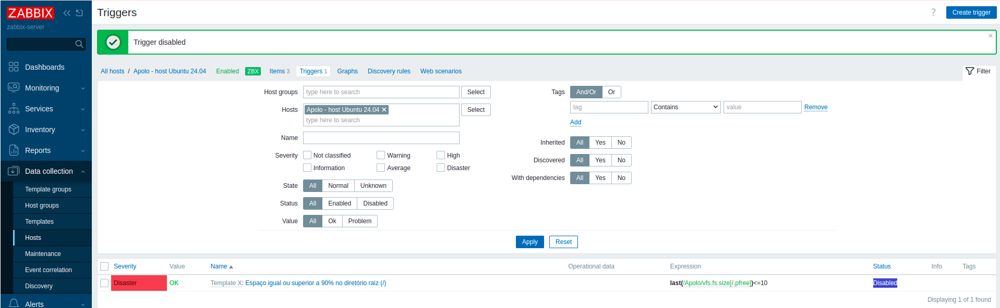 ZABBIX
zabbix-server
Dashboards
Monitoring
Services
Inventory
Reports
Data collection
Template groups
Host groups
Templates
Hosts
Maintenance
Event correlation
Discovery
Alerts
Triggers
? Create trigger
Trigger disabled
All hosts / Apolo - host Ubuntu 24.04 Enabled ZBX Items 3 Triggers 1 Graphs Discovery rules Web scenarios Filter
Host groups type here to search Select
Hosts Apolo - host Ubuntu 24.04 Select
type here to search
Name
Severity Not classified Warning High
Information Average Disaster
State All Normal Unknown
Status All Enabled Disabled
Value All Ok Problem
Tags And/Or Or
tag Contains value Remove
Add
Inherited All Yes No
Discovered All Yes No
With dependencies All Yes No
Apply Reset
Severity Value Name Operational data Expression Status Info Tags
Disaster OK Template X: Espaço igual ou superior a 90% no diretório raiz (/) last(/Apolo/vfs.fs.size[/,pfree])<=10 Disabled
Displaying 1 of 1 found